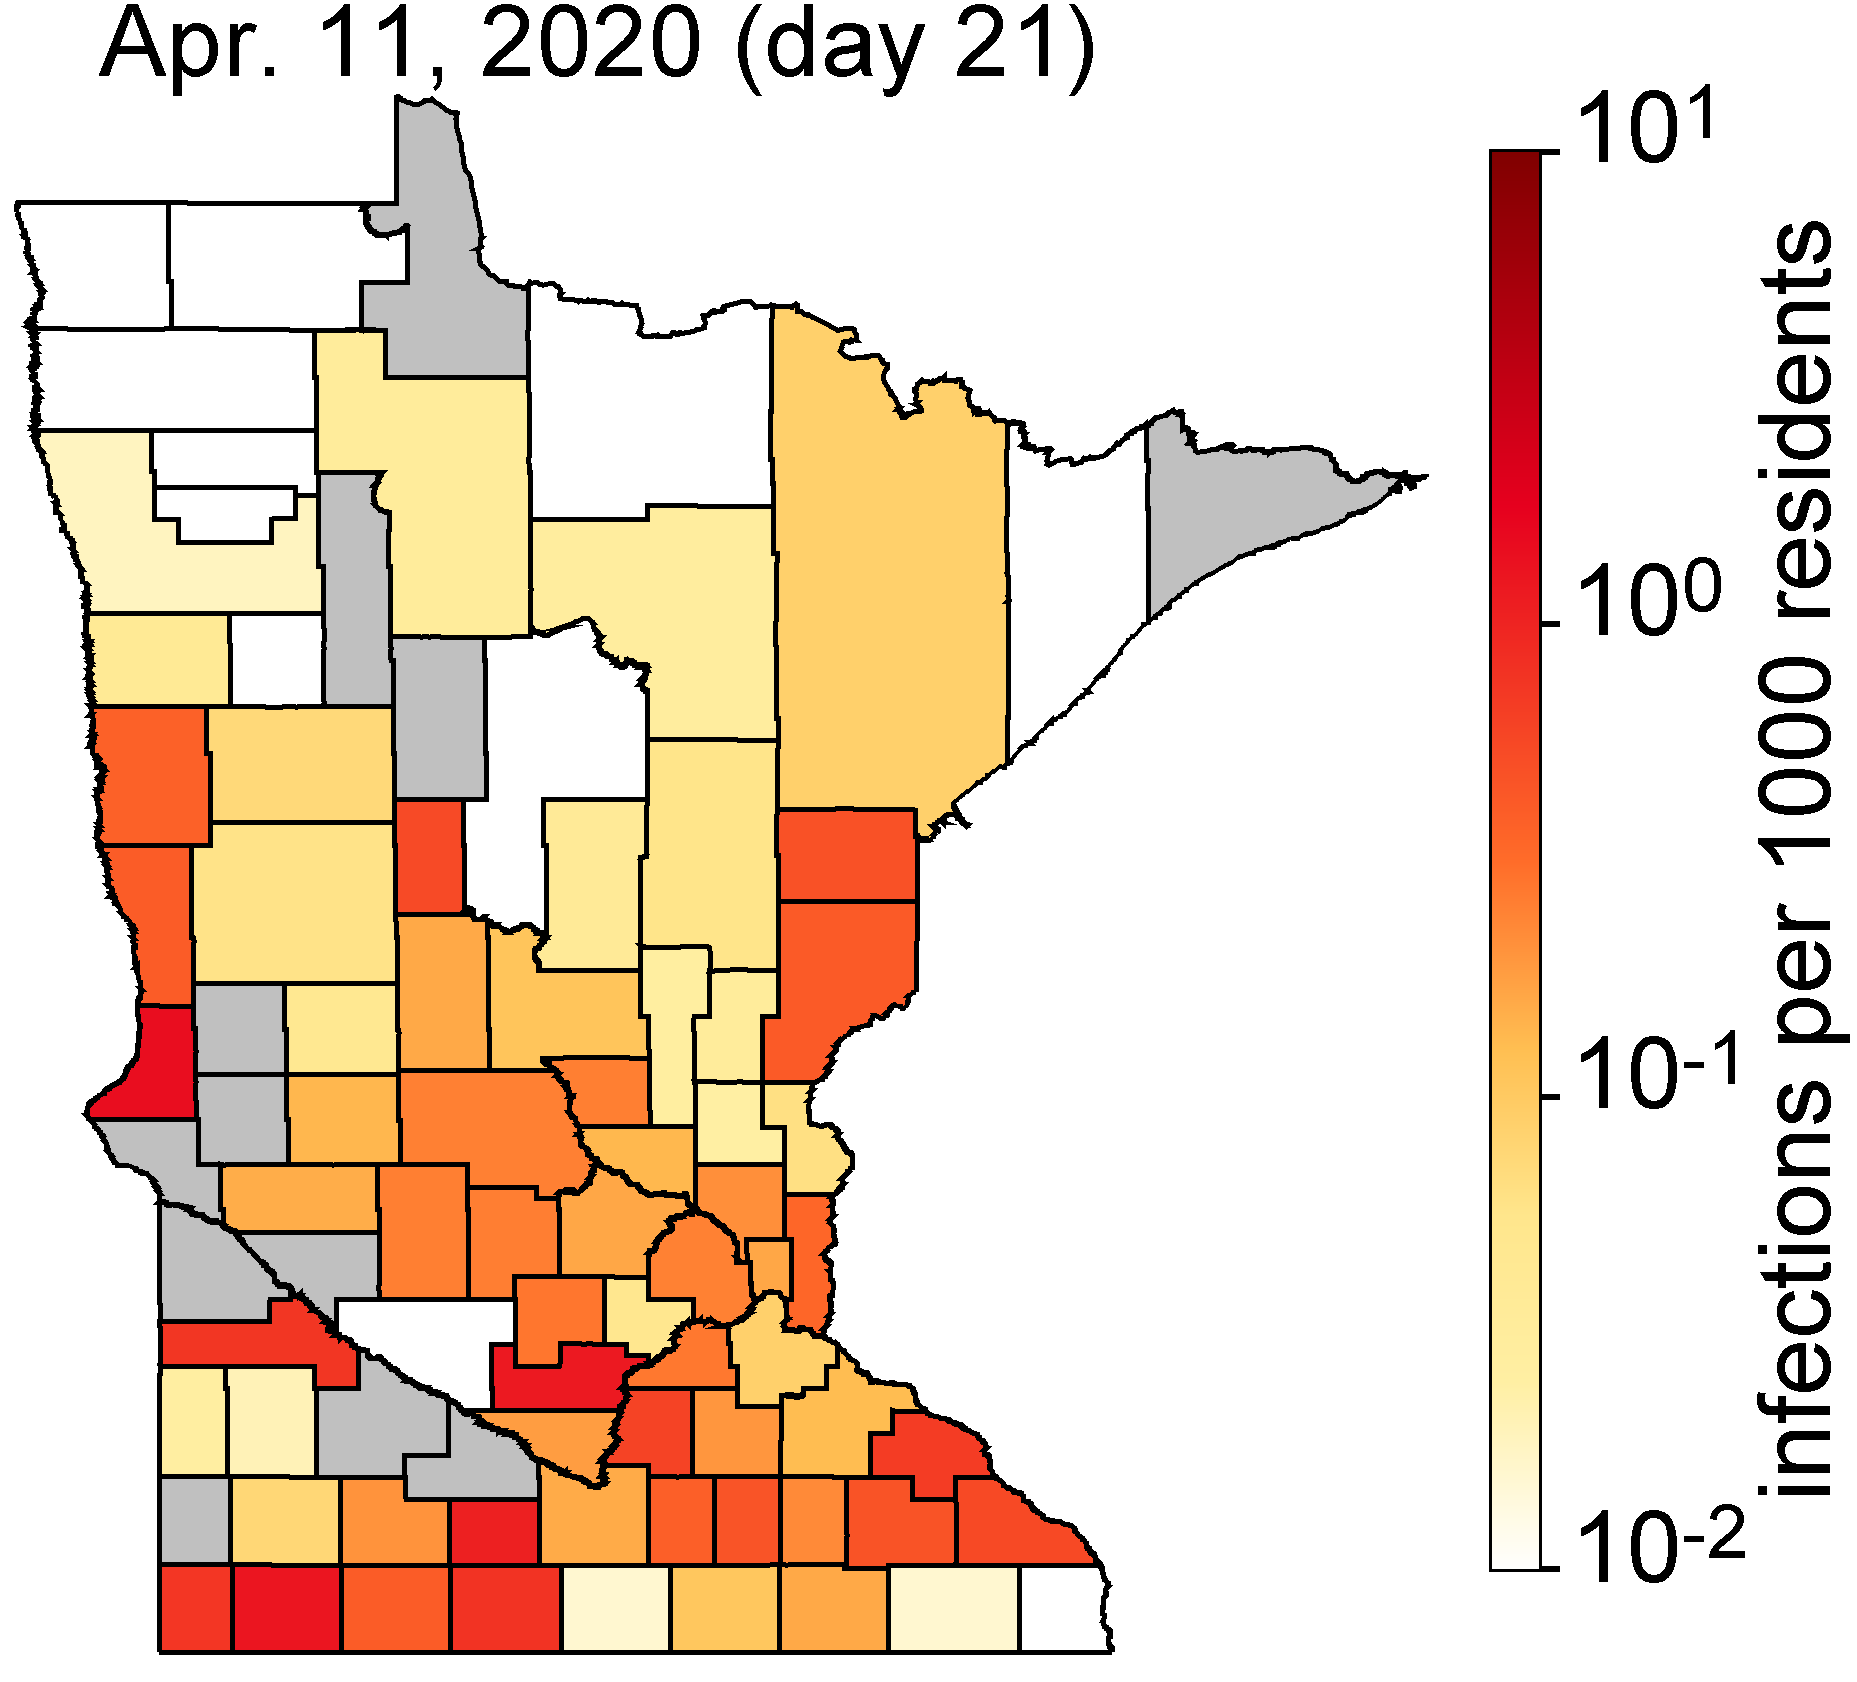 Apr. 11, 2020 (day 21)
10¹
10⁰
10⁻¹
10⁻²
infections per 1000 residents